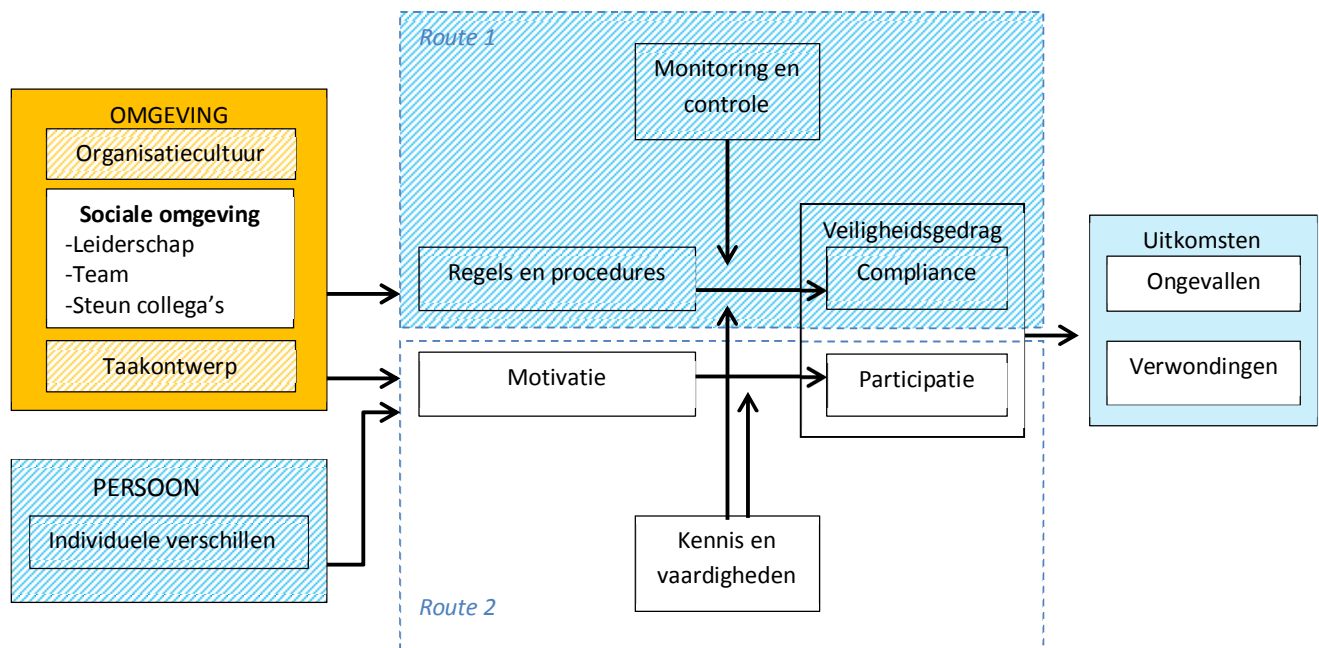 OMGEVING
Organisatiecultuur
Sociale omgeving
-Leiderschap
-Team
-Steun collega's
Taakontwerp
PERSOON
Individuele verschillen
Route 1
Monitoring en
controle
Regels en procedures
Veiligheidsgedrag
Compliance
Motivatie
Participatie
Kennis en
vaardigheden
Route 2
Uitkomsten
Ongevallen
Verwondingen